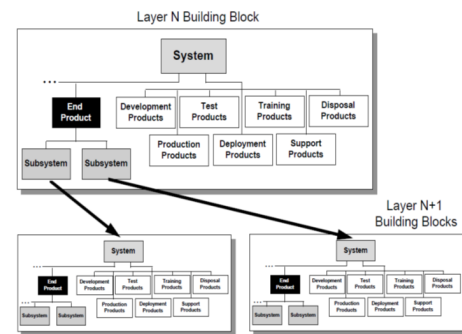 Layer N Building Block
System
End
Product
Development
Products
Test
Products
Training
Products
Disposal
Products
Production
Products
Deployment
Products
Support
Products
Subsystem
Subsystem
Layer N+1
Building Blocks
System
End
Product
Development
Products
Test
Products
Training
Products
Disposal
Products
Production
Products
Deployment
Products
Support
Products
Subsystem
Subsystem
System
End
Product
Development
Products
Test
Products
Training
Products
Disposal
Products
Production
Products
Deployment
Products
Support
Products
Subsystem
Subsystem